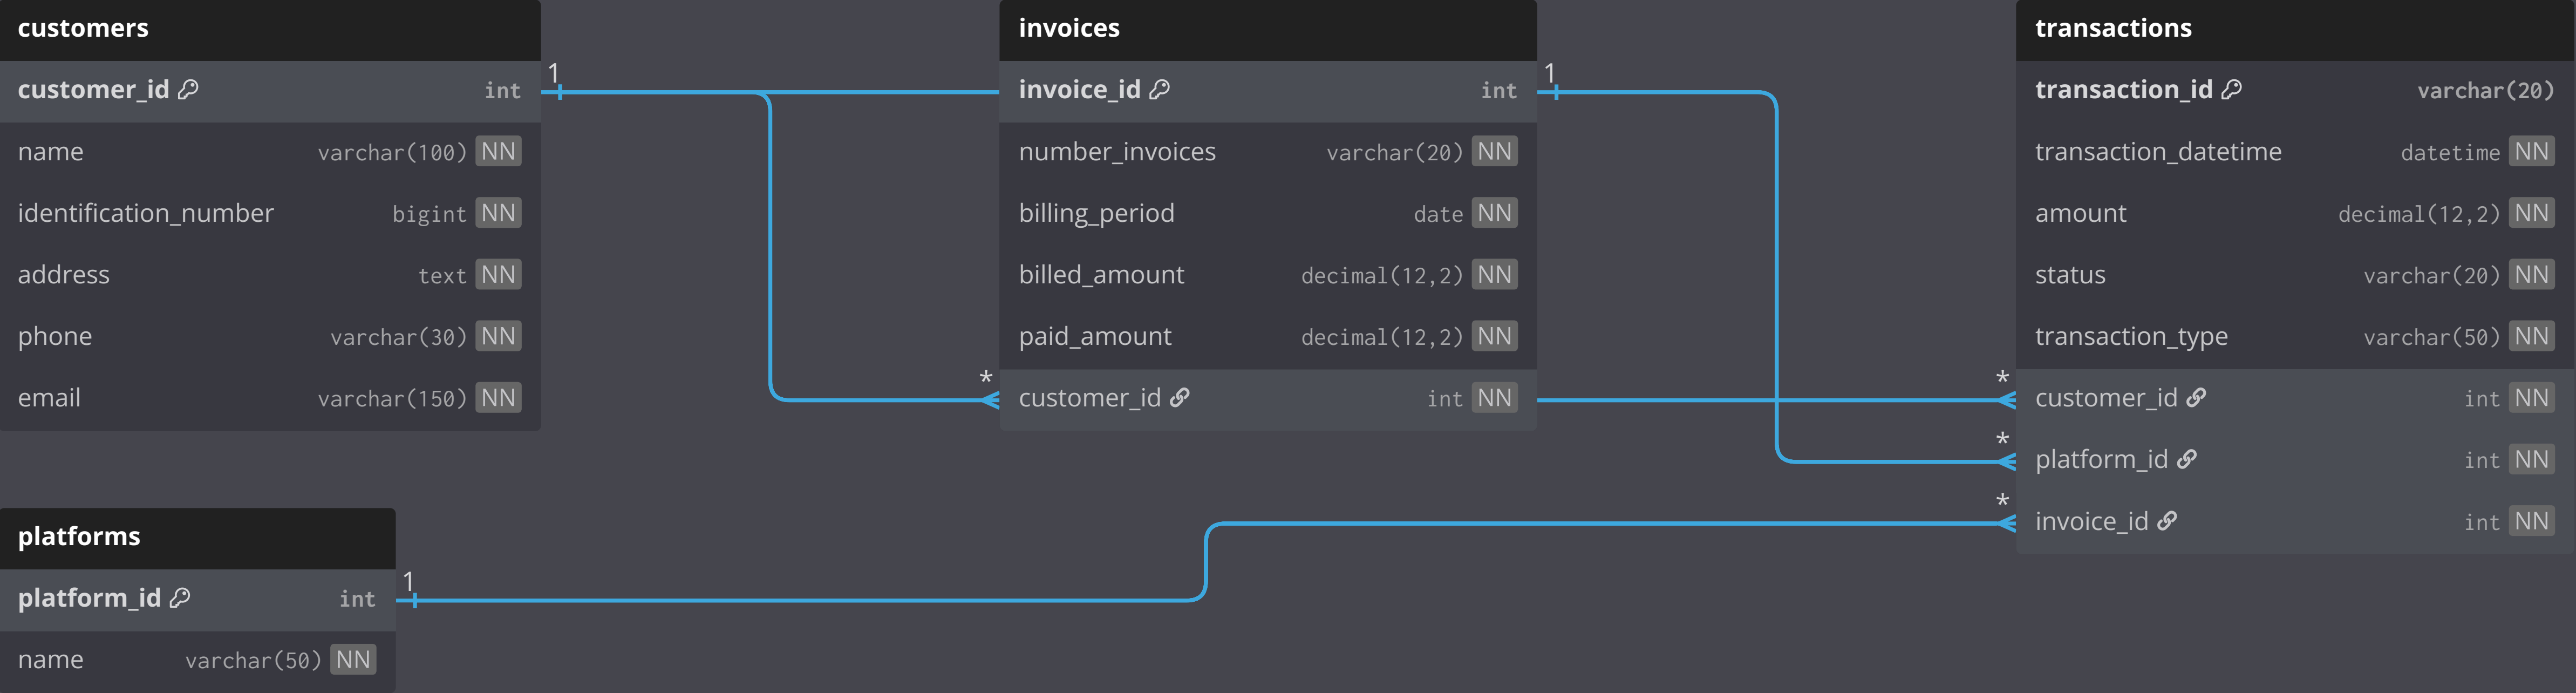 customers
customer_id int
name varchar(100) NN
identification_number bigint NN
address text NN
phone varchar(30) NN
email varchar(150) NN
1
*
invoices
invoice_id int
number_invoices varchar(20) NN
billing_period date NN
billed_amount decimal(12,2) NN
paid_amount decimal(12,2) NN
customer_id int NN
1
*
*
*
transactions
transaction_id varchar(20)
transaction_datetime datetime NN
amount decimal(12,2) NN
status varchar(20) NN
transaction_type varchar(50) NN
customer_id int NN
platform_id int NN
invoice_id int NN
platforms
platform_id int
name varchar(50) NN
1